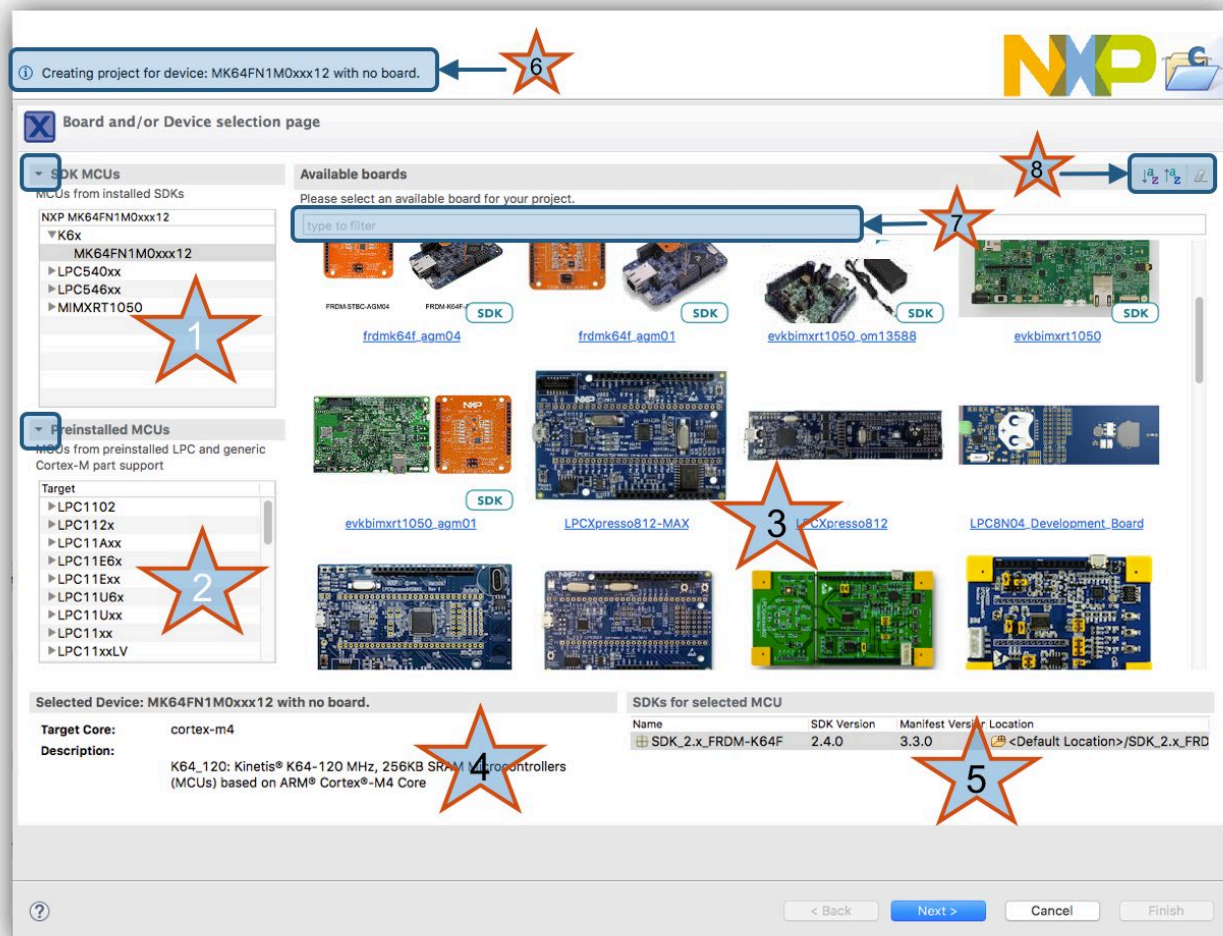 Creating project for device: MK64FN1M0xxx12 with no board.
6
NXP
C
Board and/or Device selection page
SDK MCUs
MCUs from installed SDKs
NXP MK64FN1M0xxx12
K6x
MK64FN1M0xxx12
LPC540xx
LPC546xx
MIMXRT1050
1
Preinstalled MCUs
MCUs from preinstalled LPC and generic
Cortex-M part support
Target
LPC1102
LPC112x
LPC11Axx
LPC11E6x
LPC11Exx
LPC11U6x
LPC11Uxx
LPC11xx
LPC11xxLV
2
Available boards
8
Please select an available board for your project.
type to filter
7
FRDM-STBC-AGM04
SDK SDK SDK SDK
frdmk64f_agm04 frdmk64f_agm01 evkbimxrt1050_om13588 evkbimxrt1050
NXP
SDK
evkbimxrt1050_agm01 LPCXpresso812-MAX LPCXpresso812 LPC8N04_Development_Board
3
Selected Device: MK64FN1M0xxx12 with no board.
Target Core: cortex-m4
Description:
K64_120: Kinetis® K64-120 MHz, 256KB SRAM Microcontrollers
(MCUs) based on ARM® Cortex®-M4 Core
4
SDKs for selected MCU
Name SDK Version Manifest Version Location
SDK_2.x_FRDM-K64F 2.4.0 3.3.0 <Default Location>/SDK_2.x_FRD
5
? < Back Next > Cancel Finish